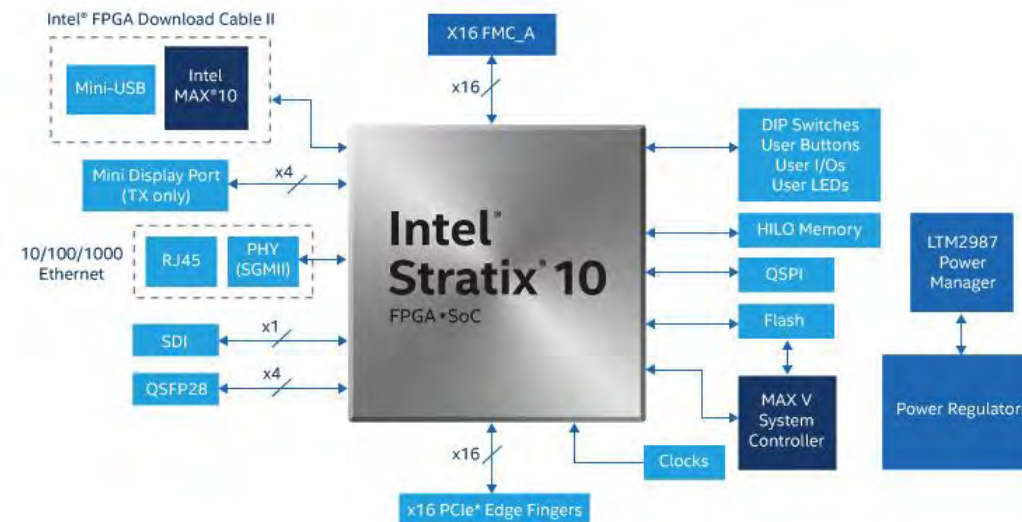 Intel® FPGA Download Cable II
Mini-USB
Intel
MAX®10
X16 FMC_A
x16
DIP Switches
User Buttons
User I/Os
User LEDs
Mini Display Port
(TX only)
x4
Intel®
Stratix® 10
FPGA•SoC
10/100/1000
Ethernet
RJ45
PHY
(SGMII)
HILO Memory
QSPI
Flash
LTM2987
Power
Manager
SDI
x1
QSFP28
x4
MAX V
System
Controller
Power Regulator
x16
Clocks
x16 PCIe* Edge Fingers